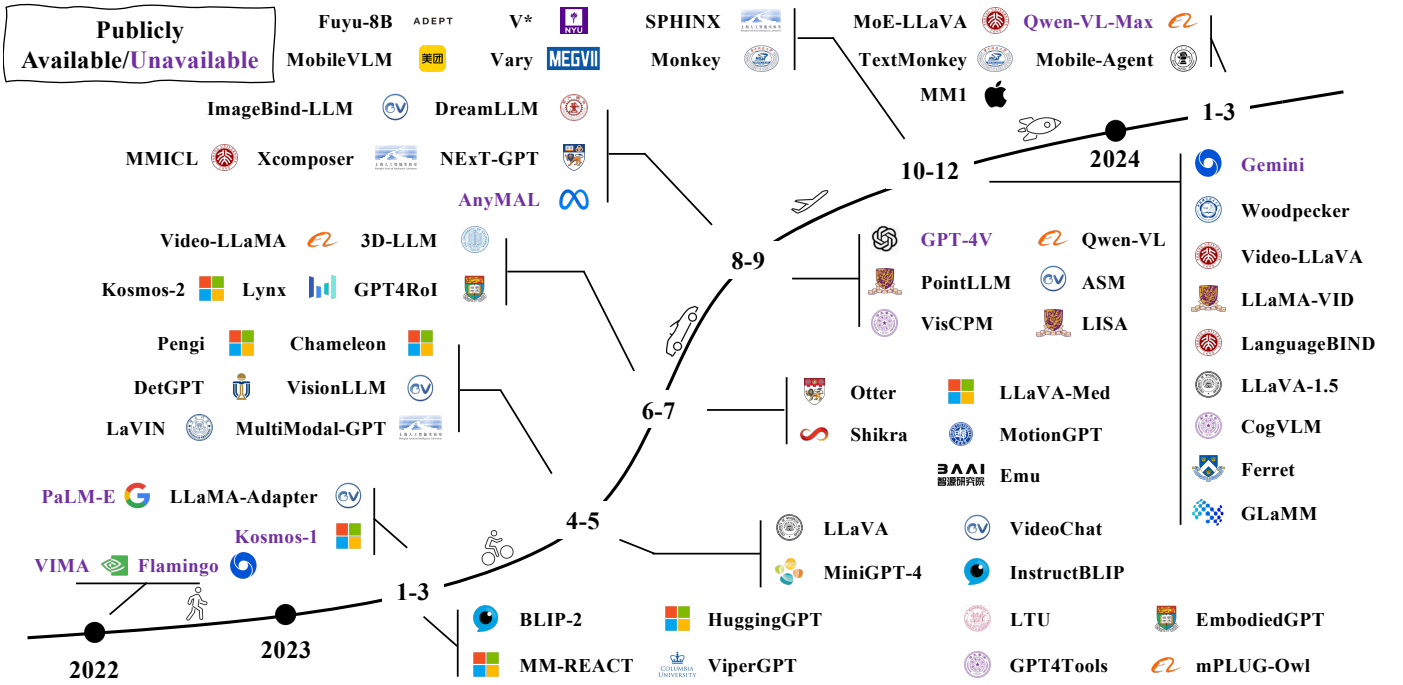 Publicly
Available/Unavailable
Fuyu-8B ADEPT V* NYU
MobileVLM 美团 Vary MEGVII
SPHINX
Monkey
MoE-LLaVA Qwen-VL-Max
TextMonkey Mobile-Agent
MM1
ImageBind-LLM DreamLLM
MMICL Xcomposer NExT-GPT
AnyMAL
Video-LLaMA 3D-LLM
Kosmos-2 Lynx GPT4RoI
Pengi Chameleon
DetGPT VisionLLM
LaVIN MultiModal-GPT
PaLM-E LLaMA-Adapter
Kosmos-1
VIMA Flamingo
2022
2023
1-3
4-5
6-7
8-9
10-12
2024
1-3
Gemini
Woodpecker
Video-LLaVA
LLaMA-VID
LanguageBIND
LLaVA-1.5
CogVLM
Ferret
GLaMM
GPT-4V Qwen-VL
PointLLM ASM
VisCPM LISA
Otter LLaVA-Med
Shikra MotionGPT
BAAI
智源研究院 Emu
LLaVA VideoChat
MiniGPT-4 InstructBLIP
BLIP-2 HuggingGPT LTU EmbodiedGPT
MM-REACT COLUMBIA UNIVERSITY ViperGPT GPT4Tools mPLUG-Owl